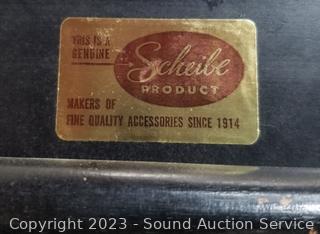 THIS IS A
GENUINE
Scheibe
PRODUCT
MAKERS OF
FINE QUALITY ACCESSORIES SINCE 1914
Copyright © 2023 - Sound Auction Service